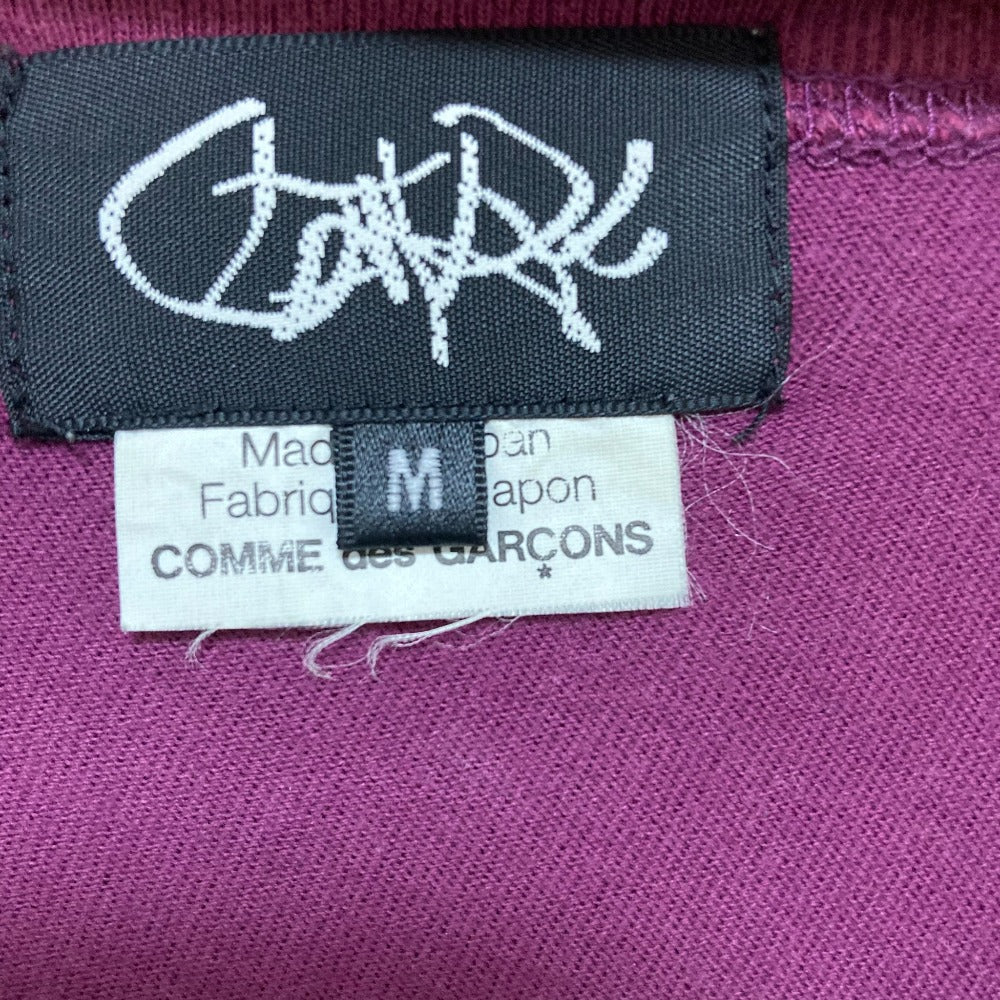 M
Mad pan
Fabriq apon
COMME des GARÇONS
*